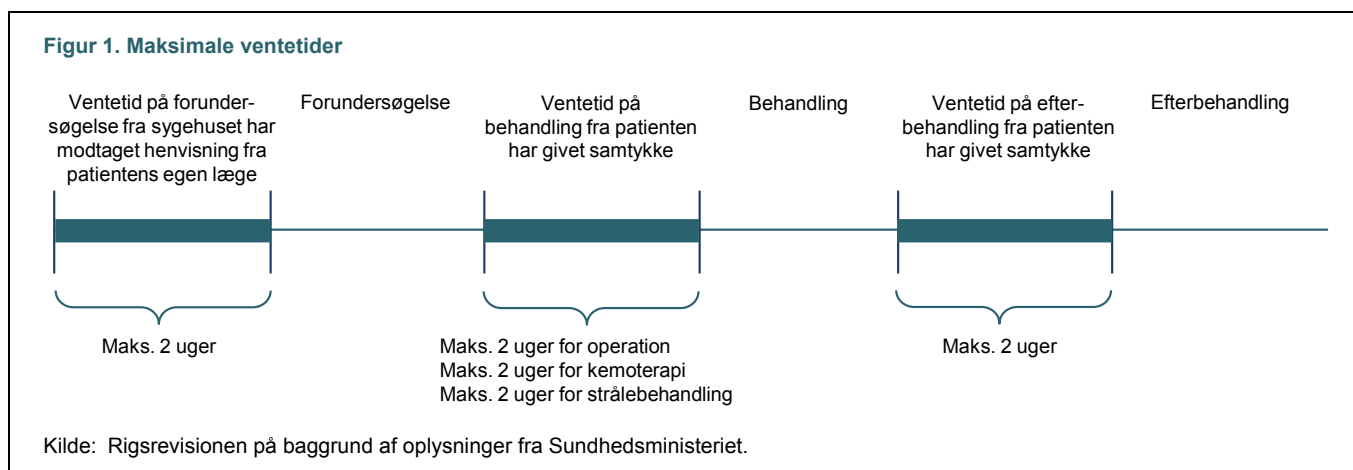 Figur 1. Maksimale ventetider
Ventetid på forunder-
søgelse fra sygehuset har
modtaget henvisning fra
patientens egen læge
Forundersøgelse
Ventetid på
behandling fra patienten
har givet samtykke
Behandling
Ventetid på efter-
behandling fra patienten
har givet samtykke
Efterbehandling
Maks. 2 uger
Maks. 2 uger for operation
Maks. 2 uger for kemoterapi
Maks. 2 uger for strålebehandling
Maks. 2 uger
Kilde: Rigsrevisionen på baggrund af oplysninger fra Sundhedsministeriet.